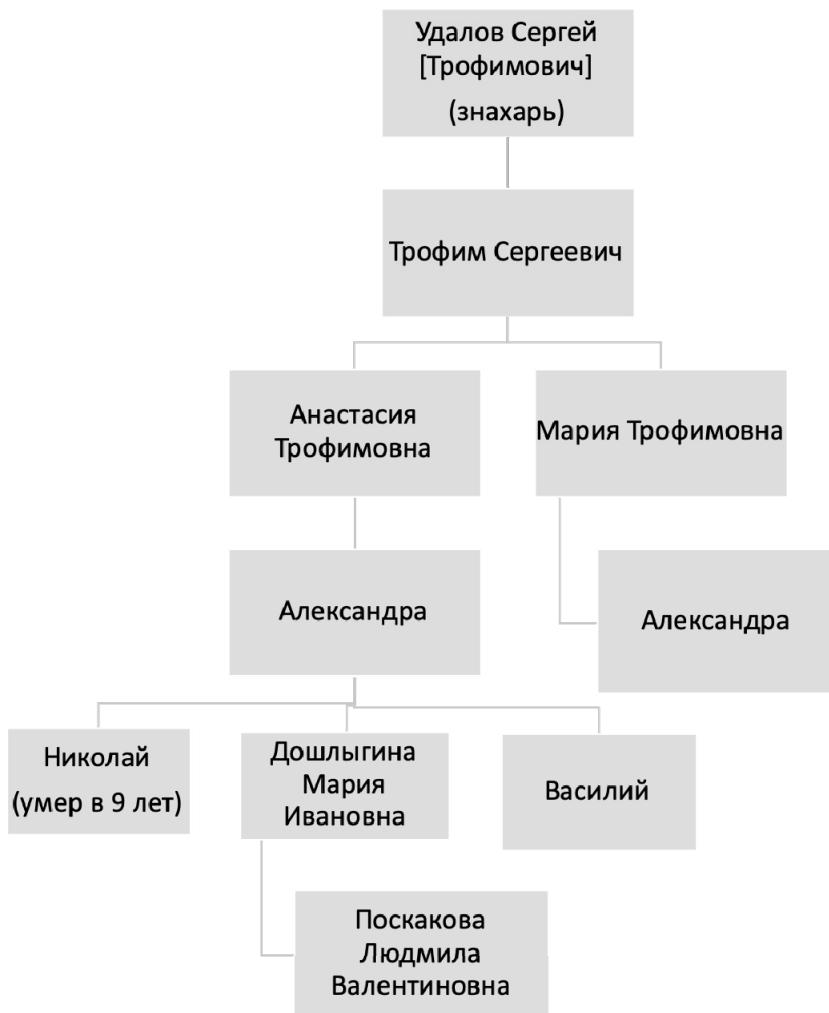 Удалов Сергей
[Трофимович]
(знахарь)
Трофим Сергеевич
Анастасия
Трофимовна
Мария Трофимовна
Александра
Александра
Николай
(умер в 9 лет)
Дошлыгина
Мария
Ивановна
Василий
Поскакова
Людмила
Валентиновна